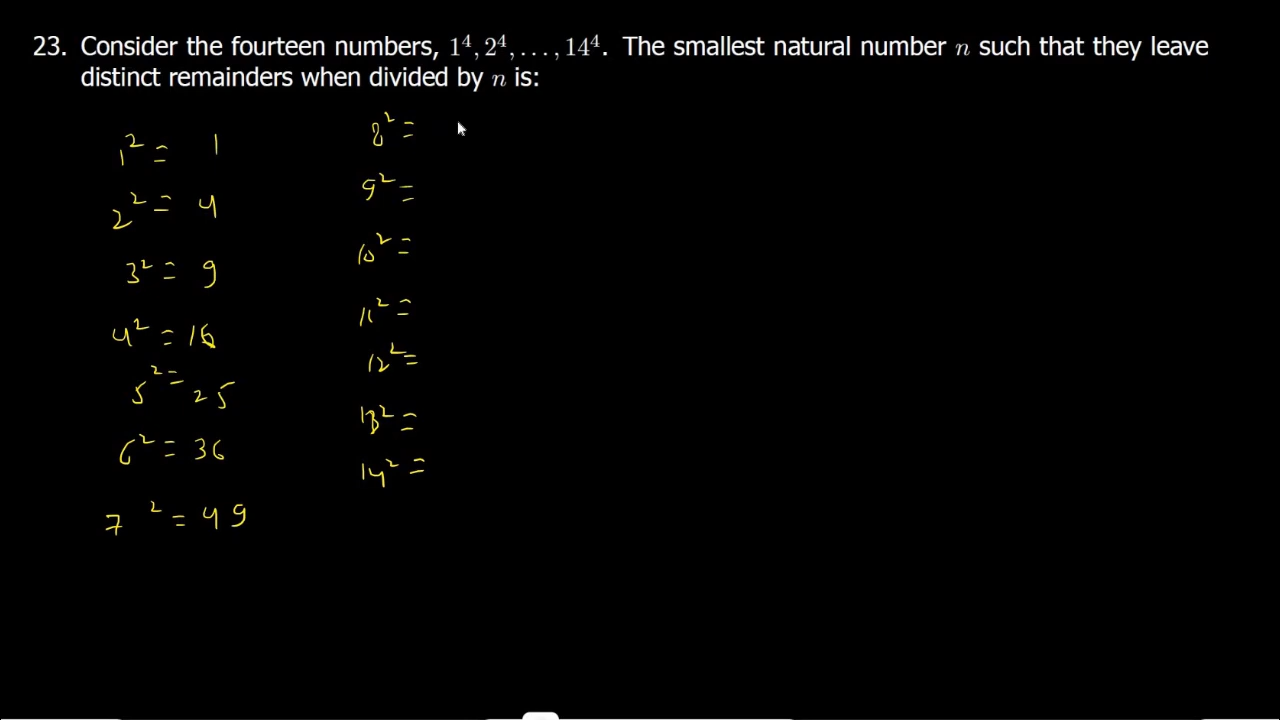 23. Consider the fourteen numbers, 1⁴, 2⁴, . . . , 14⁴. The smallest natural number n such that they leave
distinct remainders when divided by n is:
1² = 1
2² = 4
3² = 9
4² = 16
5² = 25
6² = 36
7² = 49
8² =
9² =
10² =
11² =
12² =
13² =
14² =